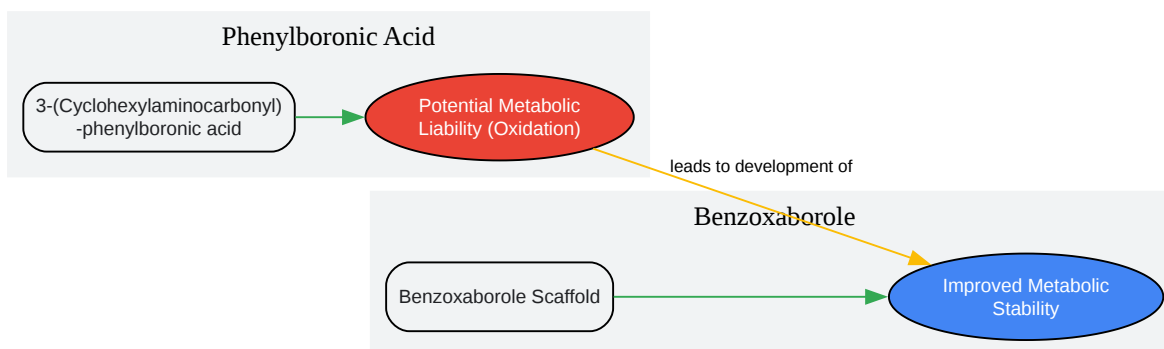 Phenylboronic Acid
3-(Cyclohexylaminocarbonyl)
-phenylboronic acid
Potential Metabolic
Liability (Oxidation)
leads to development of
Benzoxaborole
Benzoxaborole Scaffold
Improved Metabolic
Stability